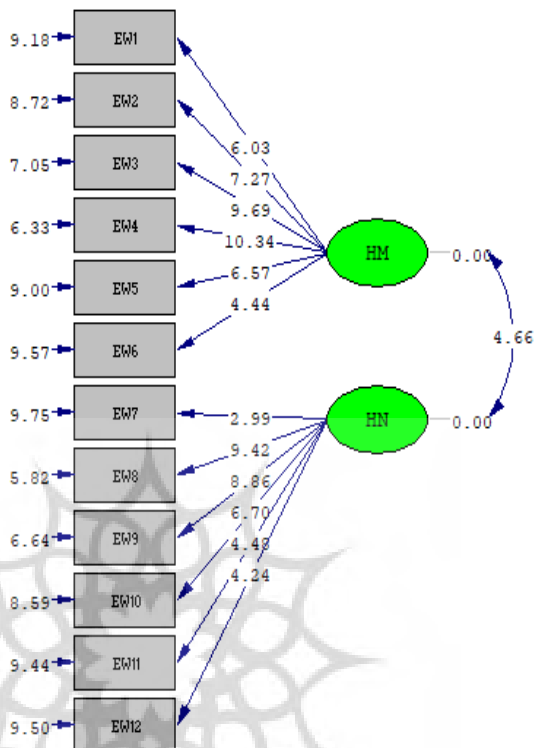 9.18 EW1
8.72 EW2
6.03
7.05 EW3
7.27
9.69
6.33 EW4
10.34
HM 0.00
9.00 EW5
6.57
4.44
4.66
9.57 EW6
9.75 EW7
2.99
HN 0.00
9.42
5.82 EW8
8.86
6.70
6.64 EW9
4.48
4.24
8.59 EW10
9.44 EW11
9.50 EW12